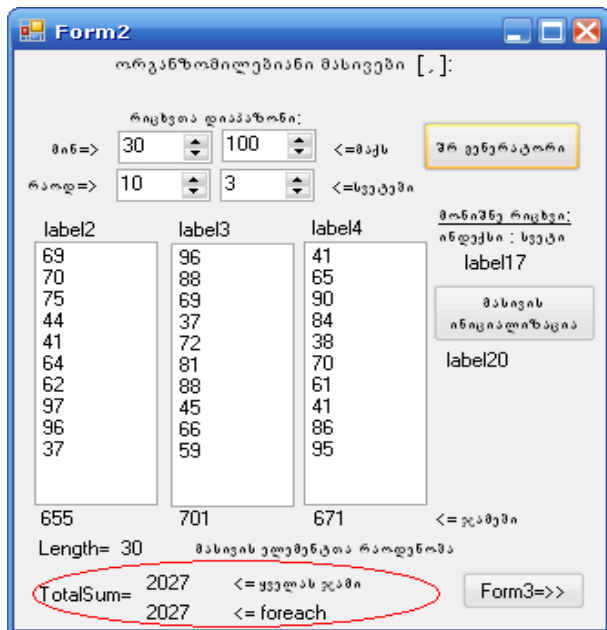 Form2
ორგანზომილებიანი მასივები [,]:
რიცხვთა დიაპაზონი:
მინ=> 30 100 <=მაქს
შრ გენერატორი
რაოდ=> 10 3 <=სვეტები
მონიშნე რიცხვი:
ინდექსი : სვეტი
label17
label2 label3 label4
69 96 41
70 88 65
75 69 90
44 37 84
41 72 38
64 81 70
62 88 61
97 45 41
96 66 86
37 59 95
მასივის
ინიციალიზაცია
label20
655 701 671 <= ჯამები
Length= 30 მასივის ელემენტთა რაოდენობა
TotalSum= 2027 <=ყველას ჯამი
2027 <= foreach
Form3=>>